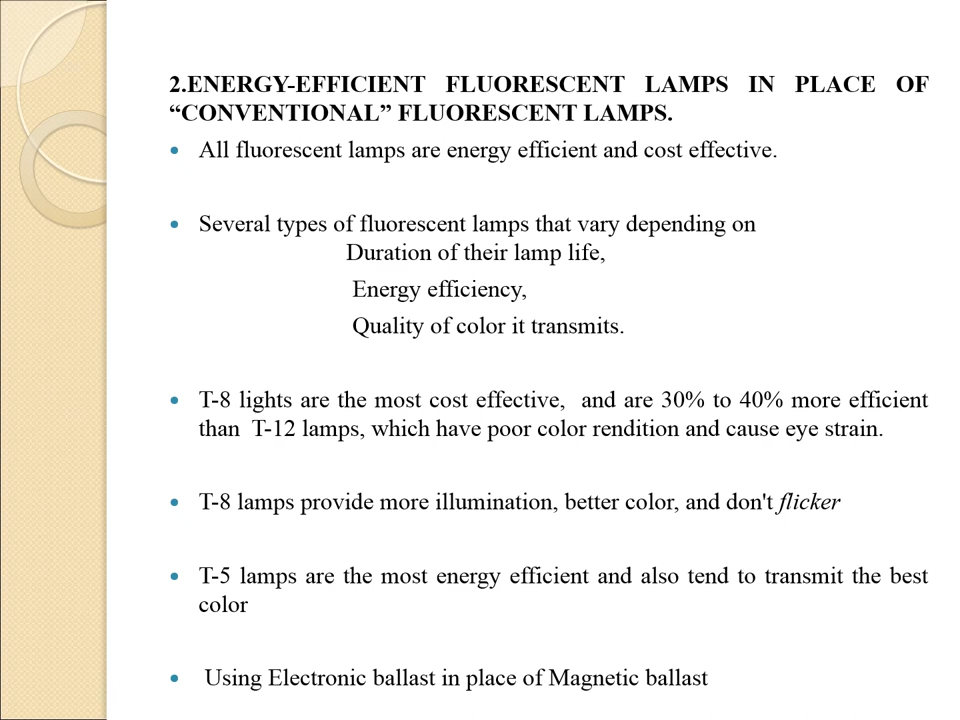 2.ENERGY-EFFICIENT FLUORESCENT LAMPS IN PLACE OF
“CONVENTIONAL” FLUORESCENT LAMPS.
• All fluorescent lamps are energy efficient and cost effective.
• Several types of fluorescent lamps that vary depending on
Duration of their lamp life,
Energy efficiency,
Quality of color it transmits.
• T-8 lights are the most cost effective,  and are 30% to 40% more efficient
than  T-12 lamps, which have poor color rendition and cause eye strain.
• T-8 lamps provide more illumination, better color, and don't flicker
• T-5 lamps are the most energy efficient and also tend to transmit the best
color
• Using Electronic ballast in place of Magnetic ballast